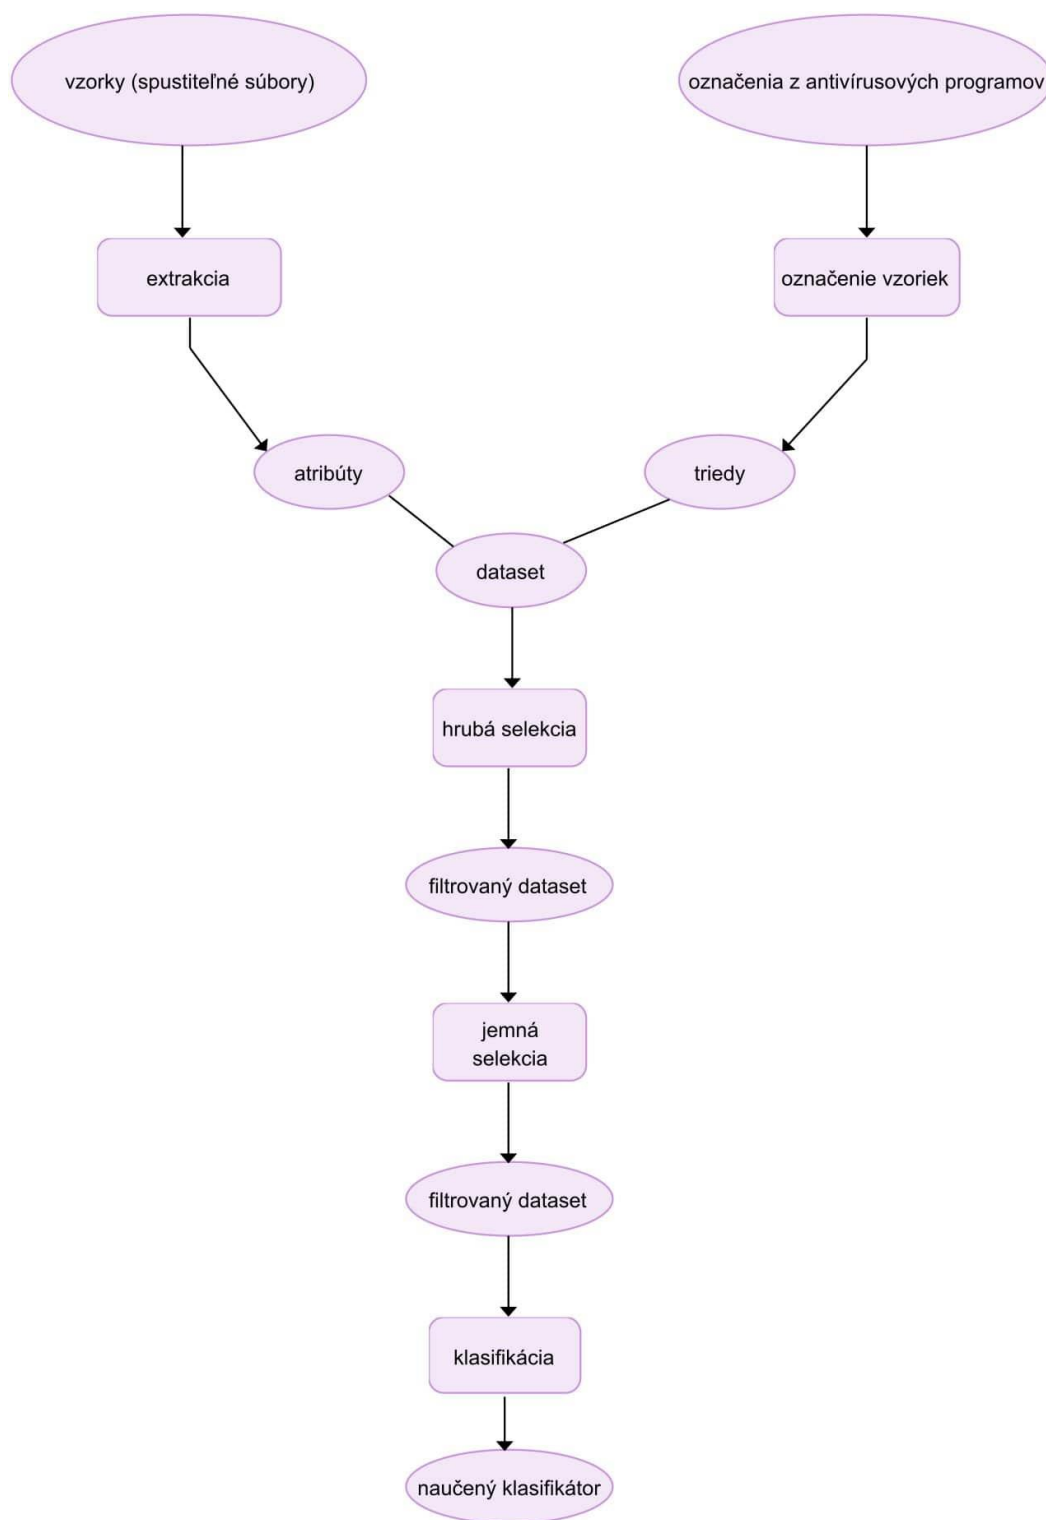 vzorky (spustiteľné súbory)
označenia z antivírusových programov
extrakcia
označenie vzoriek
atribúty
triedy
dataset
hrubá selekcia
filtrovaný dataset
jemná
selekcia
filtrovaný dataset
klasifikácia
naučený klasifikátor